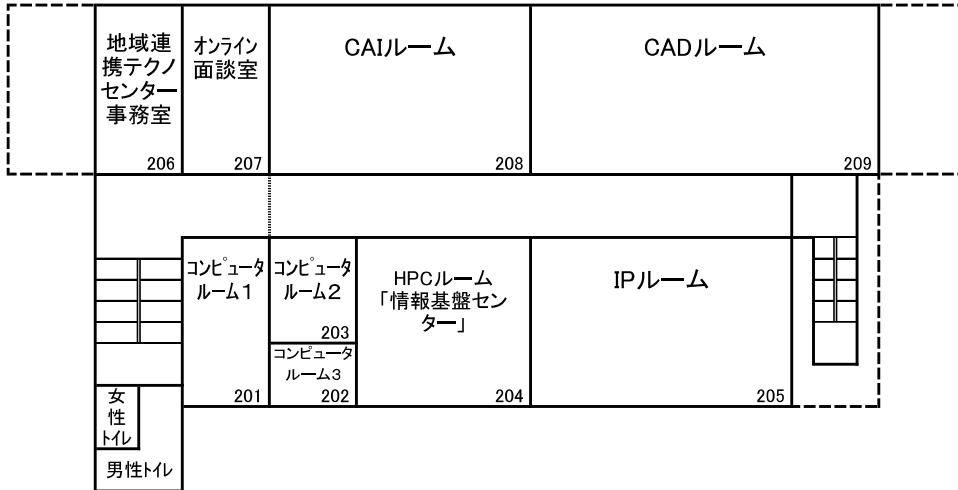 地域連
携テクノ
センター
事務室
206
オンライン
面談室
207
CAIルーム
208
CADルーム
209
コンピュータ
ルーム１
201
コンピュータ
ルーム２
203
コンピュータ
ルーム３
202
HPCルーム
「情報基盤セン
ター」
204
IPルーム
205
女
性
トイレ
男性トイレ